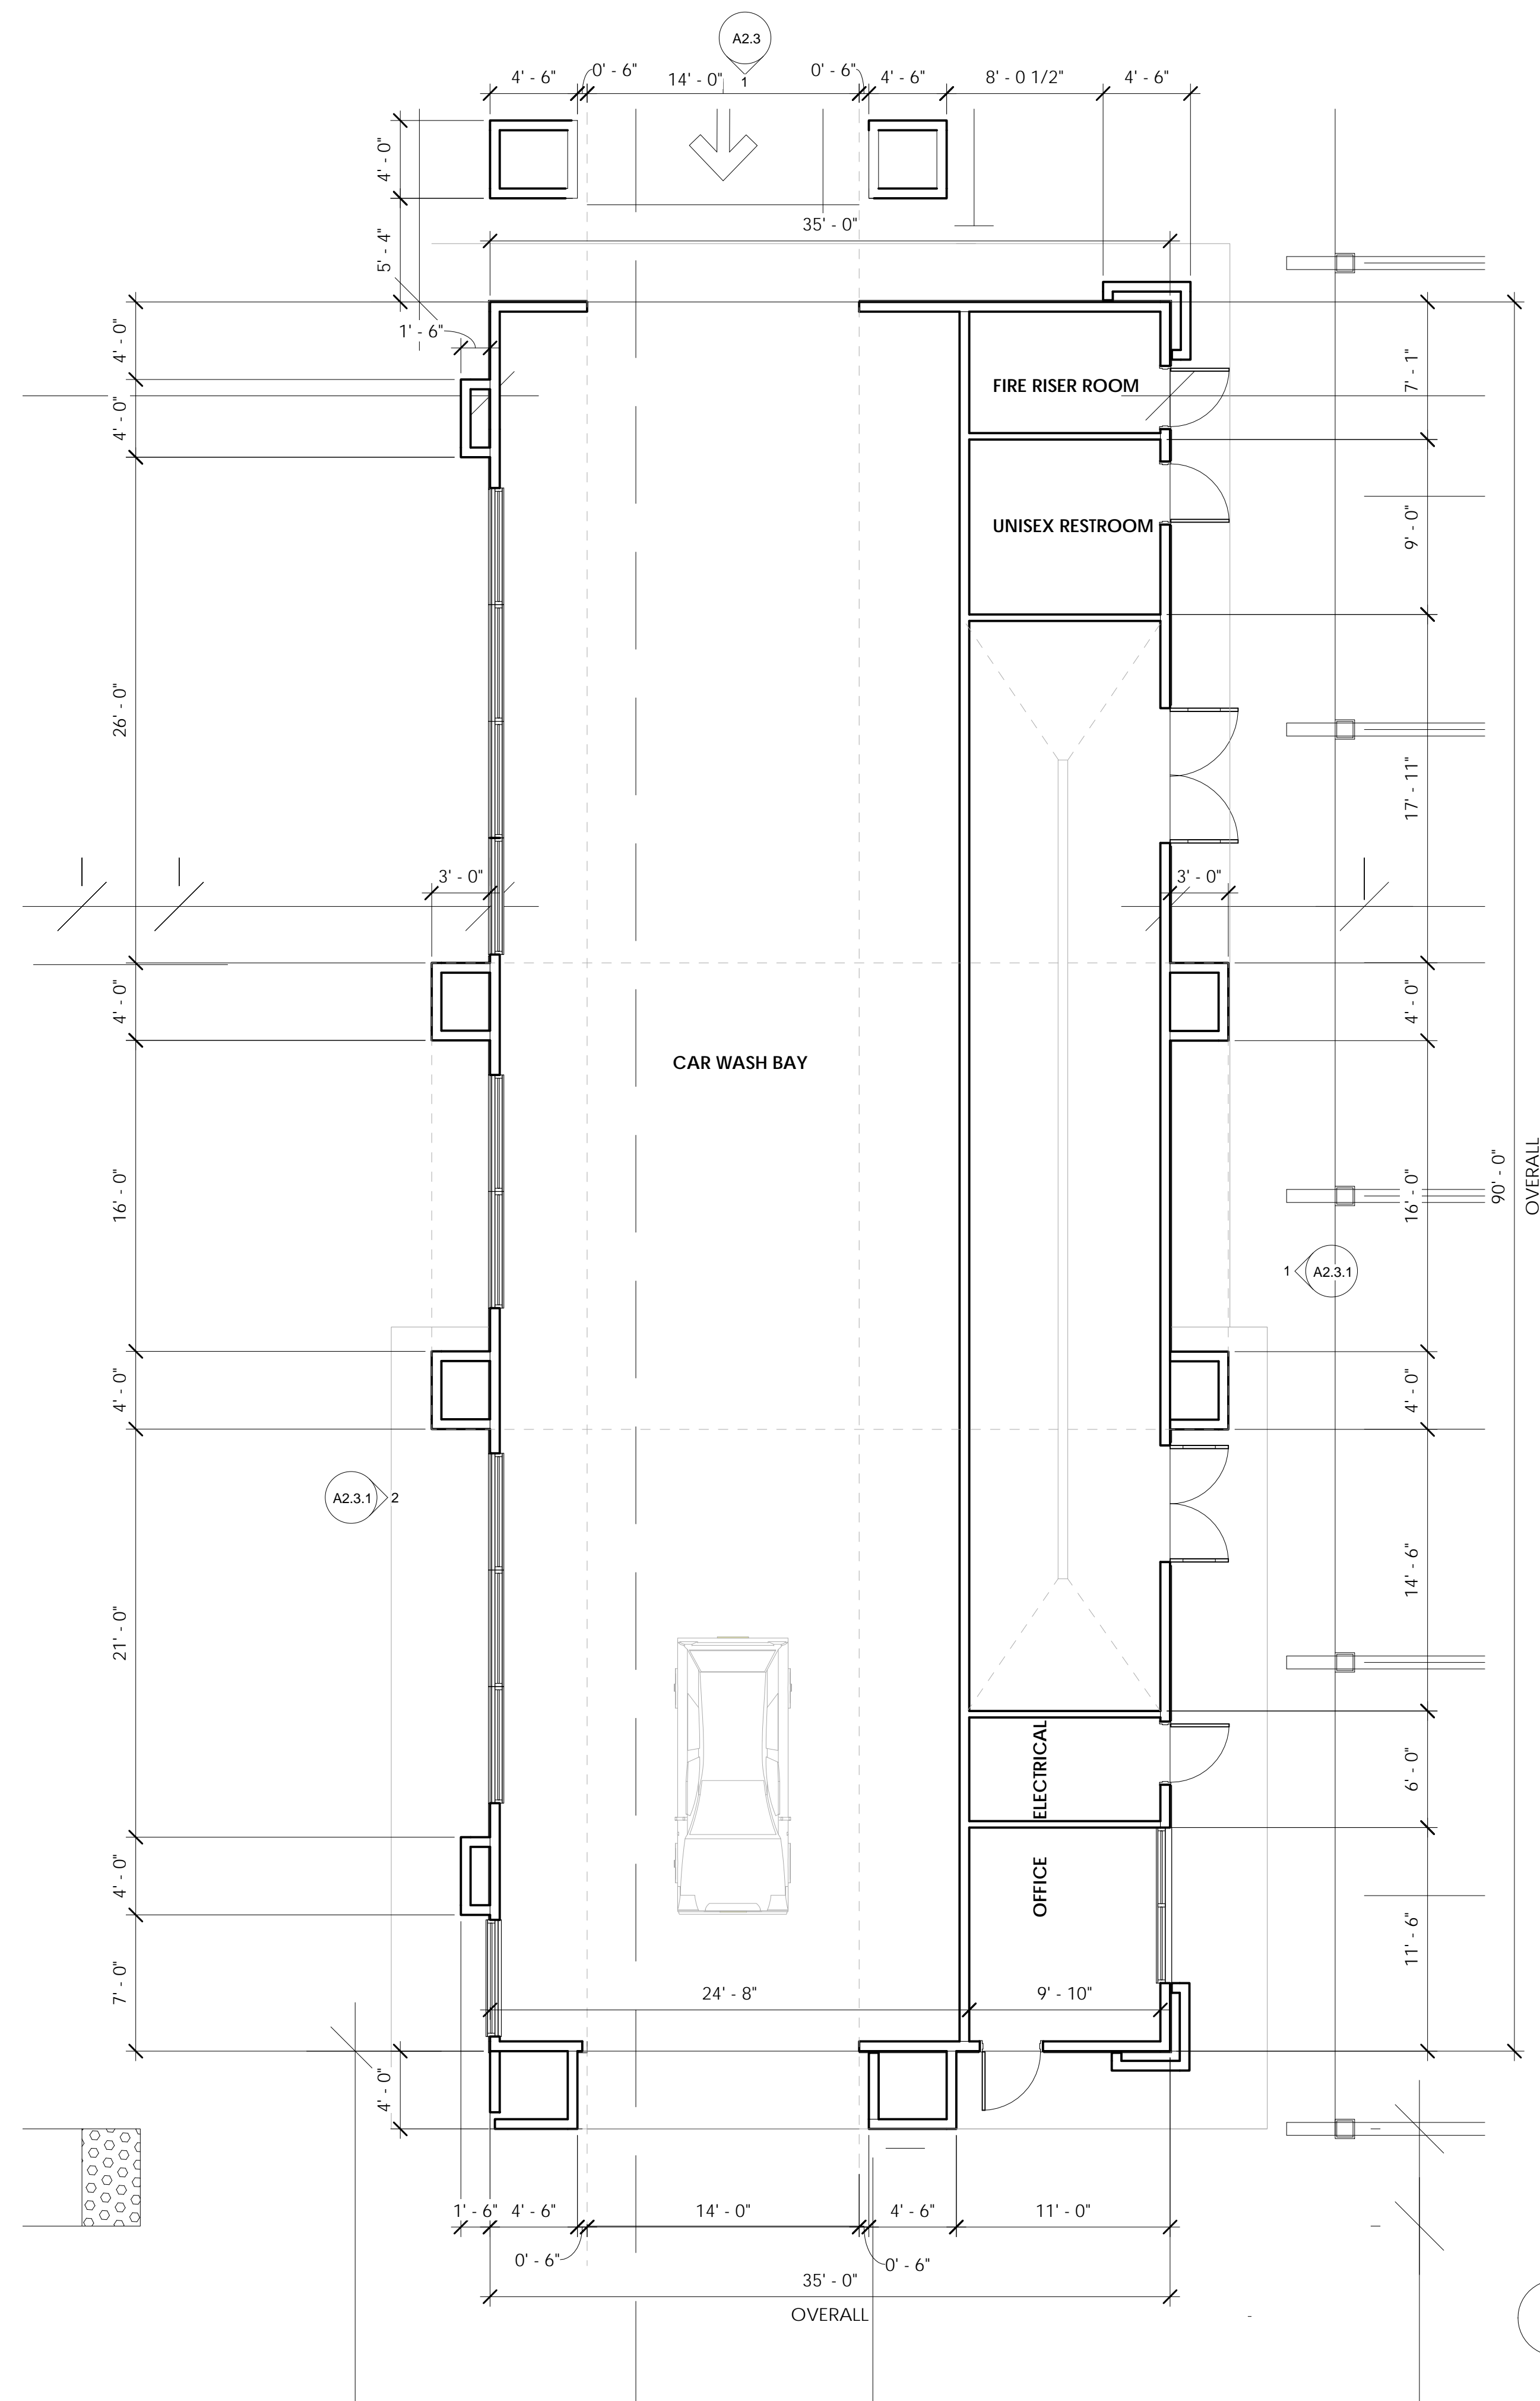 A2.3
1
4' - 6"
0' - 6"
14' - 0"
0' - 6"
4' - 6"
8' - 0 1/2"
4' - 6"
4' - 0"
5' - 4"
35' - 0"
1' - 6"
4' - 0"
4' - 0"
26' - 0"
4' - 0"
16' - 0"
4' - 0"
21' - 0"
4' - 0"
7' - 0"
FIRE RISER ROOM
UNISEX RESTROOM
3' - 0"
3' - 0"
CAR WASH BAY
7' - 1"
9' - 0"
17' - 11"
4' - 0"
16' - 0"
4' - 0"
14' - 6"
6' - 0"
11' - 6"
90' - 0"
OVERALL
1
A2.3.1
A2.3.1
2
ELECTRICAL
OFFICE
24' - 8"
9' - 10"
4' - 0"
1' - 6"
4' - 6"
14' - 0"
4' - 6"
11' - 0"
0' - 6"
0' - 6"
35' - 0"
OVERALL